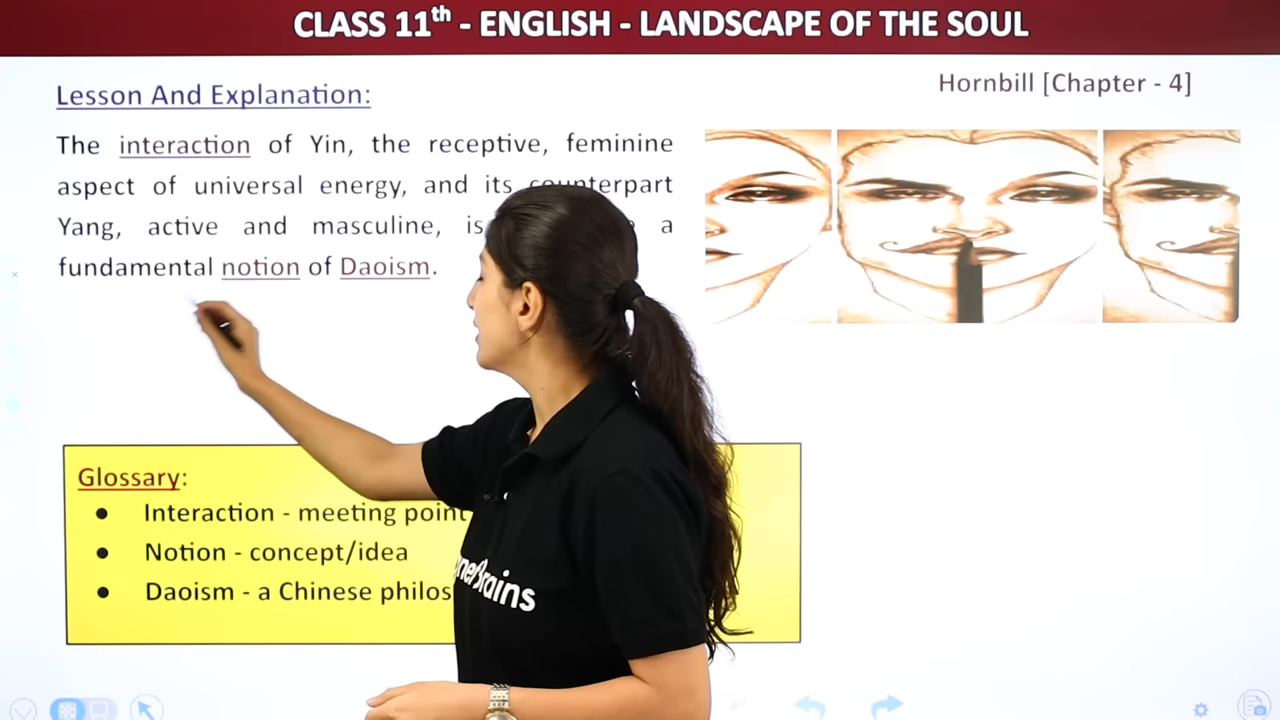 CLASS 11th - ENGLISH - LANDSCAPE OF THE SOUL
Hornbill [Chapter - 4]
Lesson And Explanation:
The interaction of Yin, the receptive, feminine
aspect of universal energy, and its counterpart
Yang, active and masculine, is a
fundamental notion of Daoism.
Glossary:
● Interaction - meeting point
● Notion - concept/idea
● Daoism - a Chinese